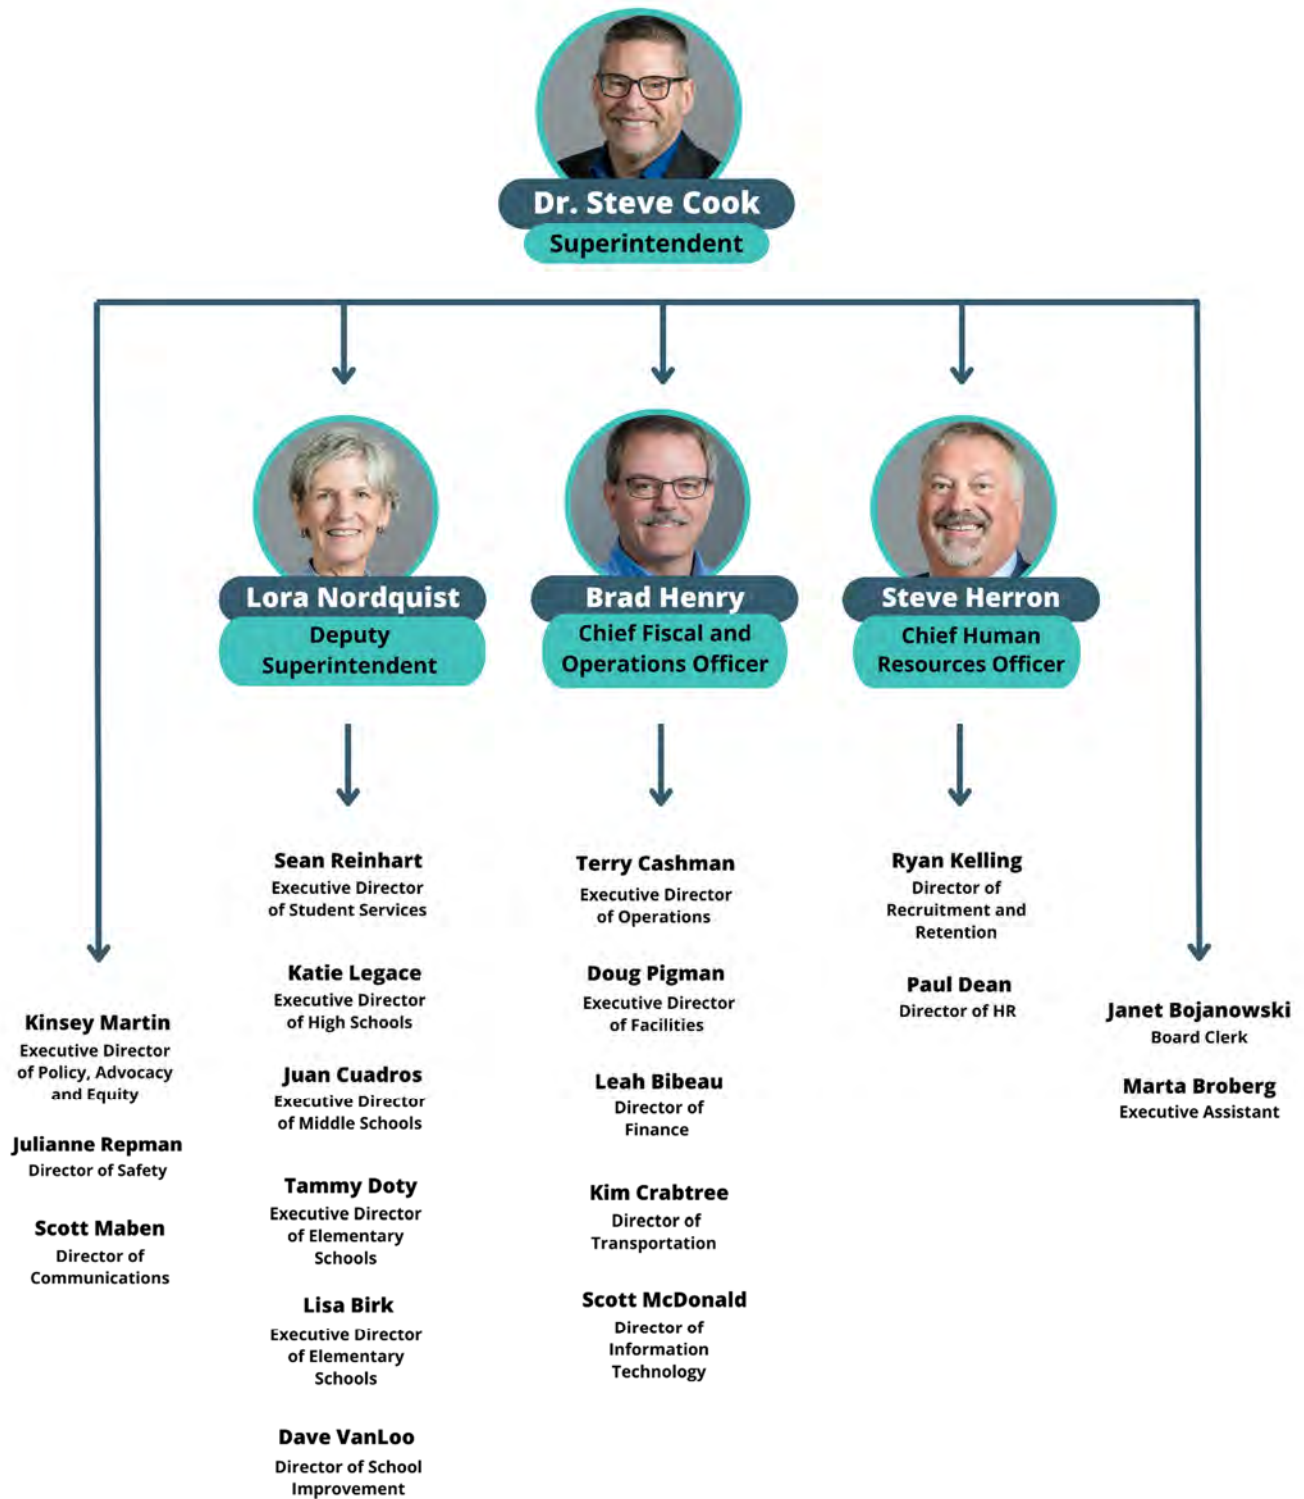 Dr. Steve Cook
Superintendent
Lora Nordquist
Deputy
Superintendent
Brad Henry
Chief Fiscal and
Operations Officer
Steve Herron
Chief Human
Resources Officer
Kinsey Martin
Executive Director
of Policy, Advocacy
and Equity
Julianne Repman
Director of Safety
Scott Maben
Director of
Communications
Sean Reinhart
Executive Director
of Student Services
Katie Legace
Executive Director
of High Schools
Juan Cuadros
Executive Director
of Middle Schools
Tammy Doty
Executive Director
of Elementary
Schools
Lisa Birk
Executive Director
of Elementary
Schools
Dave VanLoo
Director of School
Improvement
Terry Cashman
Executive Director
of Operations
Doug Pigman
Executive Director
of Facilities
Leah Bibeau
Director of
Finance
Kim Crabtree
Director of
Transportation
Scott McDonald
Director of
Information
Technology
Ryan Kelling
Director of
Recruitment and
Retention
Paul Dean
Director of HR
Janet Bojanowski
Board Clerk
Marta Broberg
Executive Assistant